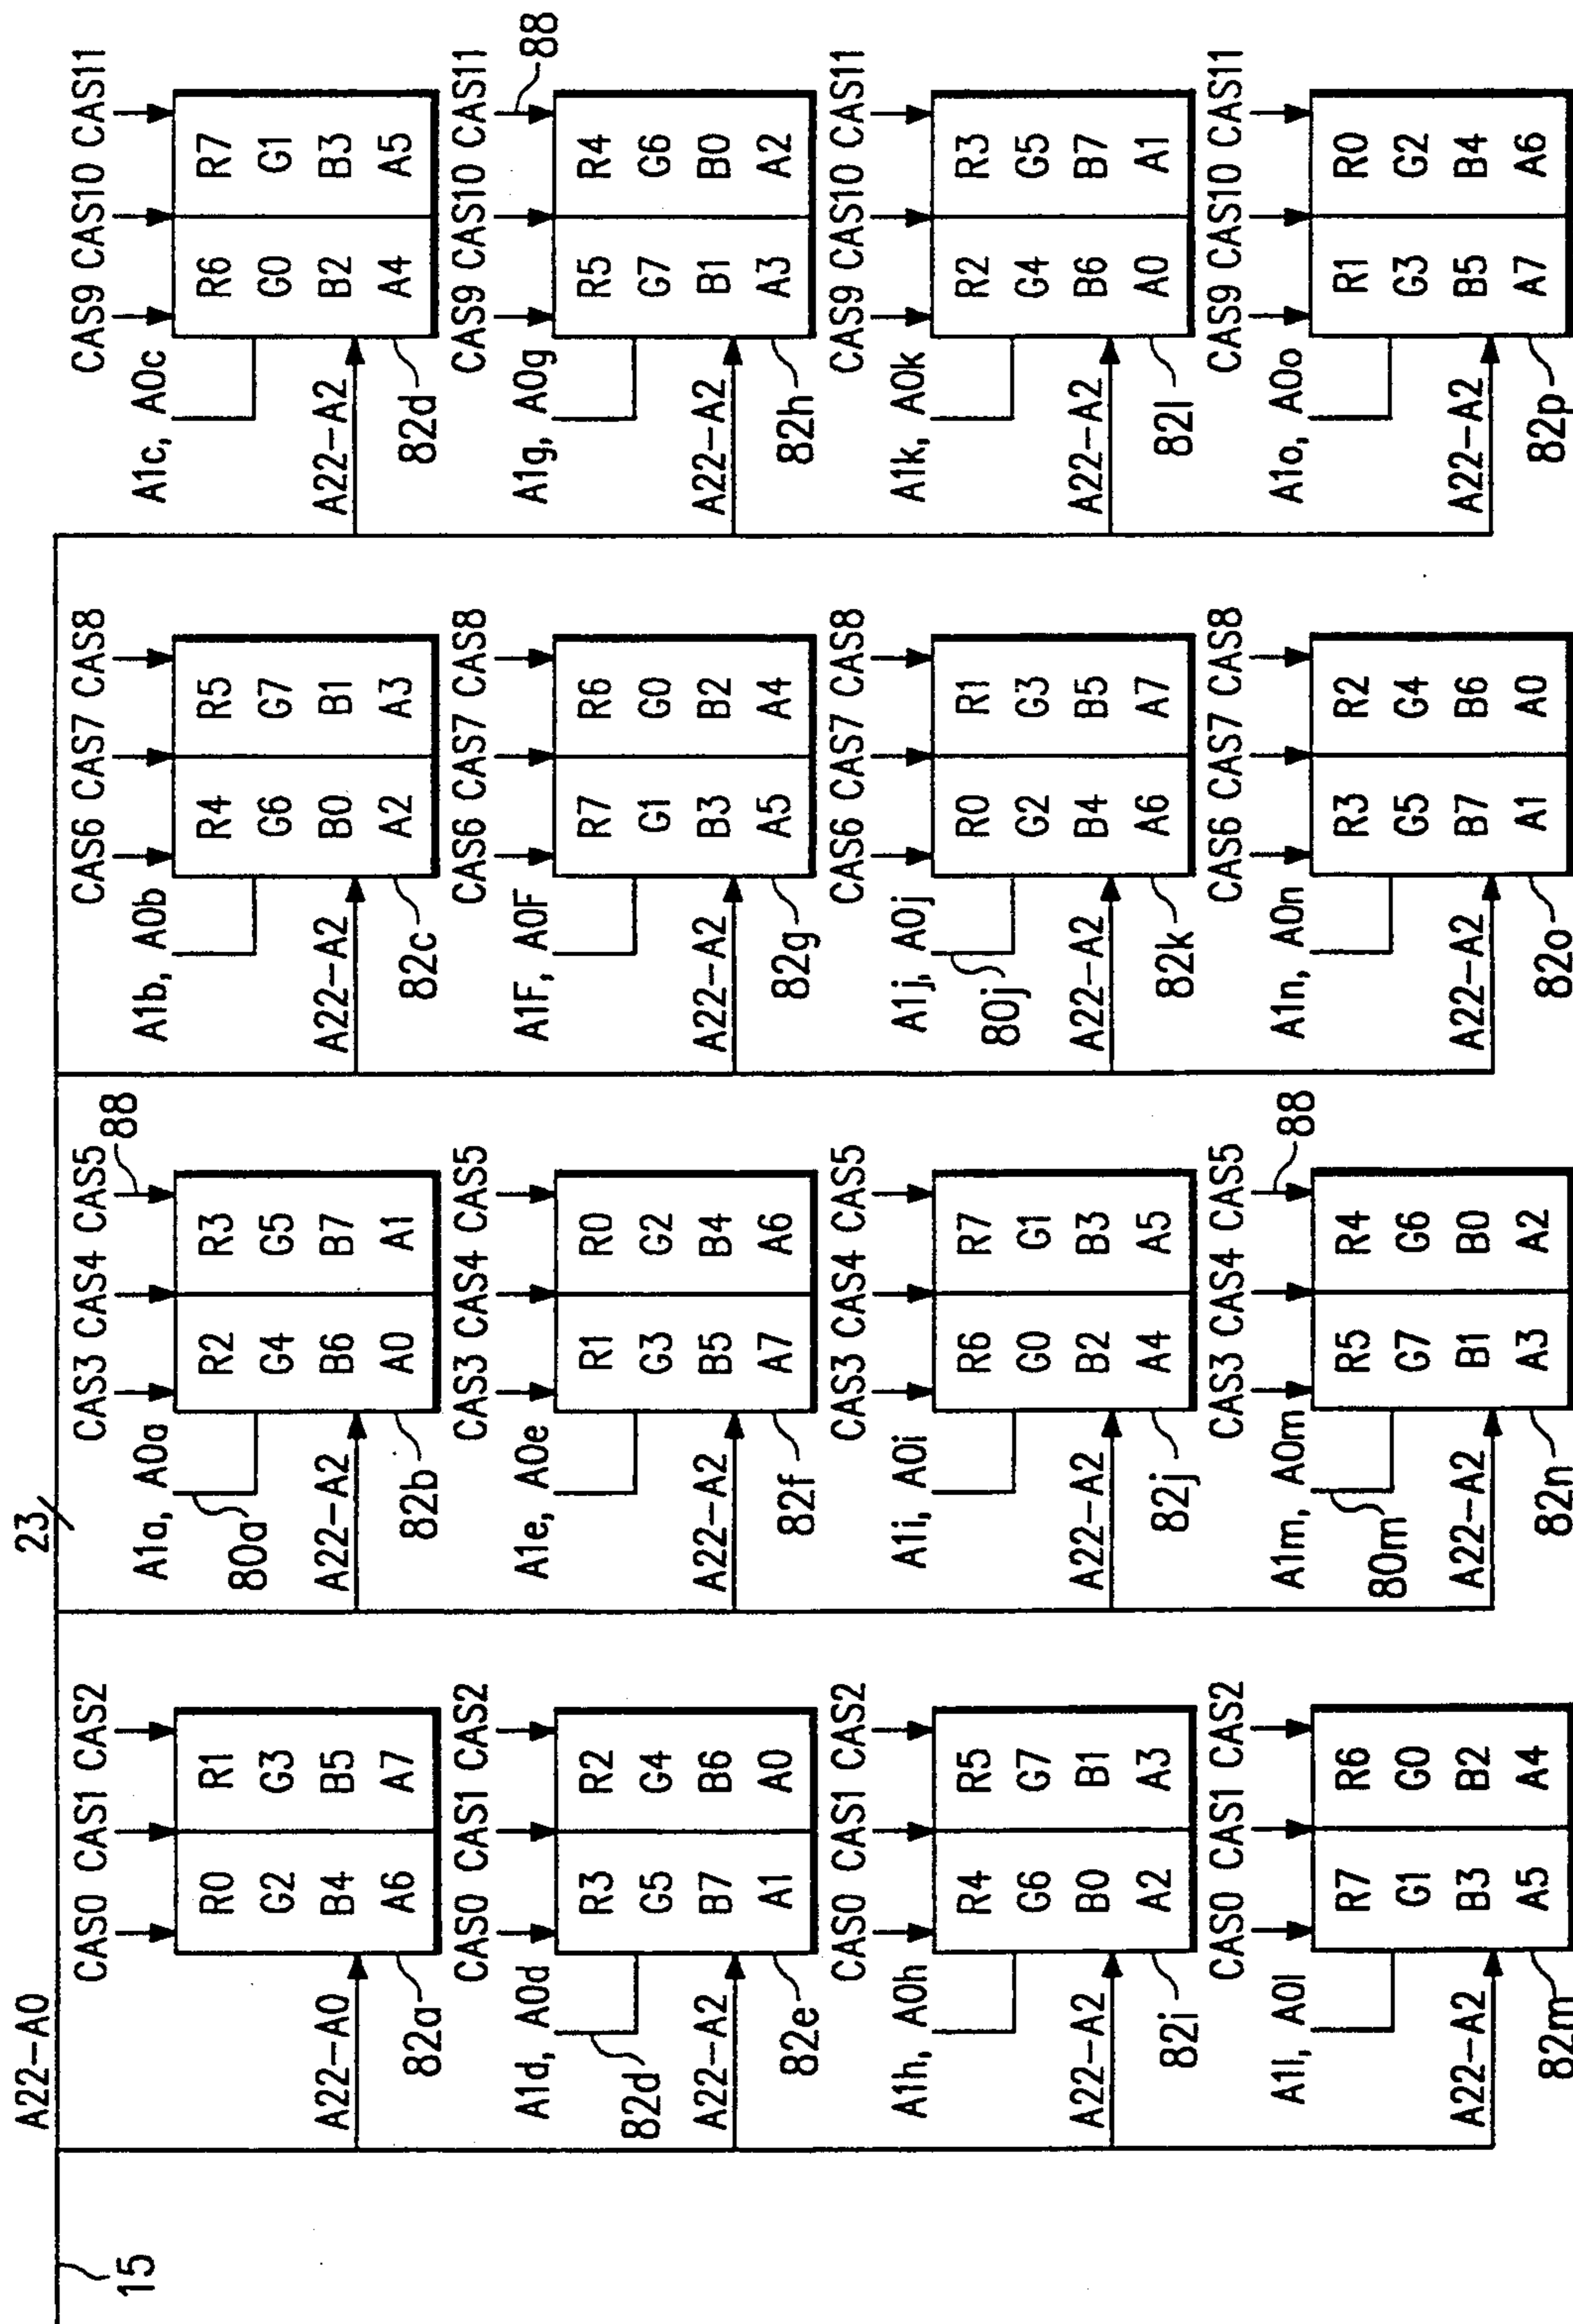 A22-A0
23
15
CAS0 CAS1 CAS2
R0 R1
G2 G3
B4 B5
A6 A7
A22-A0
82a
CAS3 CAS4 CAS5
88
A1a, A0a
80a
R2 R3
G4 G5
B6 B7
A0 A1
A22-A2
82b
CAS6 CAS7 CAS8
A1b, A0b
R4 R5
G6 G7
B0 B1
A2 A3
A22-A2
82c
CAS9 CAS10 CAS11
A1c, A0c
R6 R7
G0 G1
B2 B3
A4 A5
A22-A2
82d
CAS0 CAS1 CAS2
A1d, A0d
82d
R3 R2
G5 G4
B7 B6
A1 A0
A22-A2
82e
CAS3 CAS4 CAS5
A1e, A0e
R1 R0
G3 G2
B5 B4
A7 A6
A22-A2
82f
CAS6 CAS7 CAS8
A1F, A0F
R7 R6
G1 G0
B3 B2
A5 A4
A22-A2
82g
CAS9 CAS10 CAS11
88
A1g, A0g
R5 R4
G7 G6
B1 B0
A3 A2
A22-A2
82h
CAS0 CAS1 CAS2
A1h, A0h
R4 R5
G6 G7
B0 B1
A2 A3
A22-A2
82i
CAS3 CAS4 CAS5
A1i, A0i
R6 R7
G0 G1
B2 B3
A4 A5
A22-A2
82j
CAS6 CAS7 CAS8
A1j, A0j
80j
R0 R1
G2 G3
B4 B5
A6 A7
A22-A2
82k
CAS9 CAS10 CAS11
A1k, A0k
R2 R3
G4 G5
B6 B7
A0 A1
A22-A2
82l
CAS0 CAS1 CAS2
A1l, A0l
R7 R6
G1 G0
B3 B2
A5 A4
A22-A2
82m
CAS3 CAS4 CAS5
88
A1m, A0m
80m
R5 R4
G7 G6
B1 B0
A3 A2
A22-A2
82n
CAS6 CAS7 CAS8
A1n, A0n
R3 R2
G5 G4
B7 B6
A1 A0
A22-A2
82o
CAS9 CAS10 CAS11
A1o, A0o
R1 R0
G3 G2
B5 B4
A7 A6
A22-A2
82p